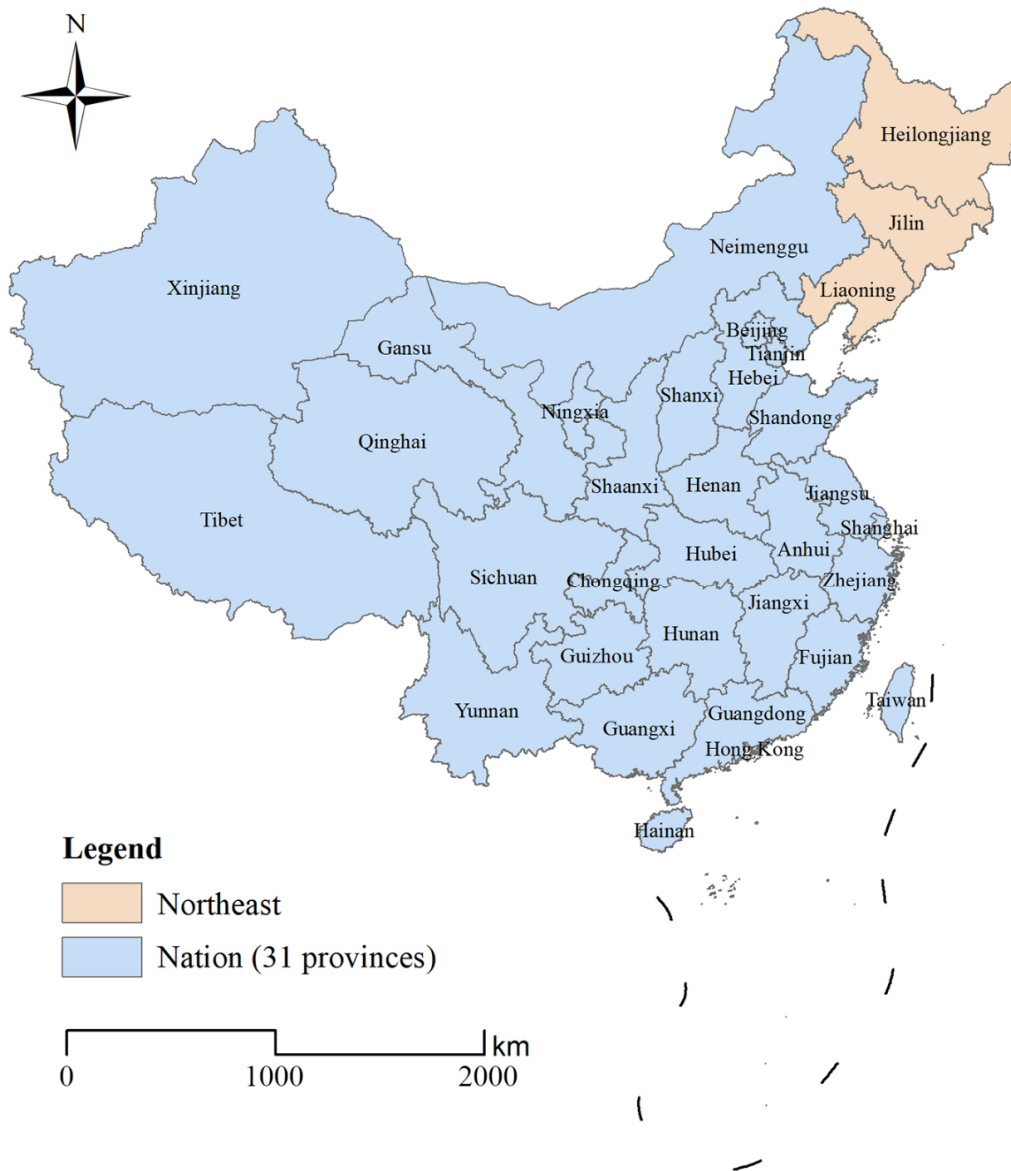 N
Heilongjiang
Jilin
Neimenggu
Liaoning
Xinjiang
Beijing
Gansu
Tianjin
Hebei
Shanxi
Ningxia
Shandong
Qinghai
Shaanxi
Henan
Jiangsu
Tibet
Shanghai
Hubei
Anhui
Sichuan
Chongqing
Zhejiang
Jiangxi
Hunan
Guizhou
Fujian
Taiwan
Yunnan
Guangdong
Guangxi
Hong Kong
Hainan
Legend
Northeast
Nation (31 provinces)
km
0 1000 2000